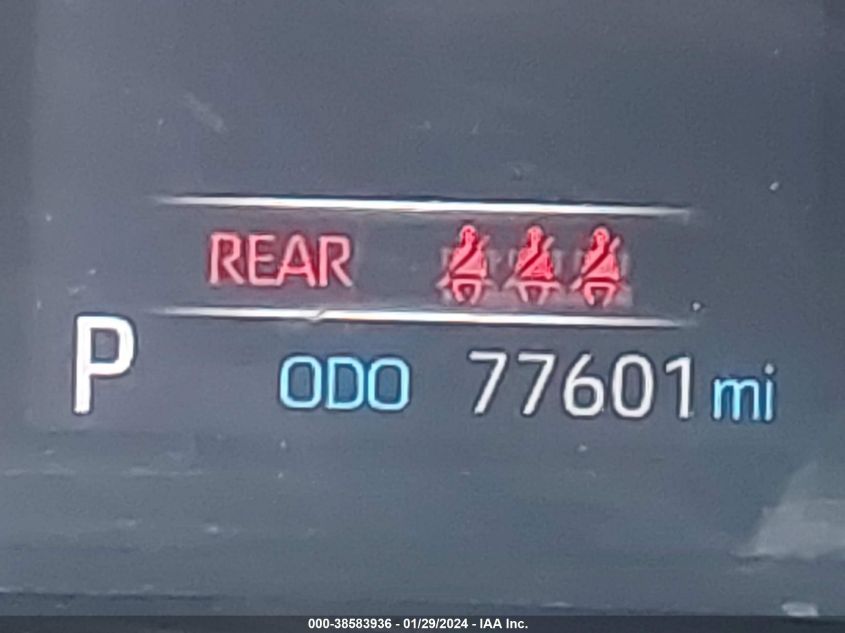 REAR
P ODO 77601 mi
000-38583936 - 01/29/2024 - IAA Inc.